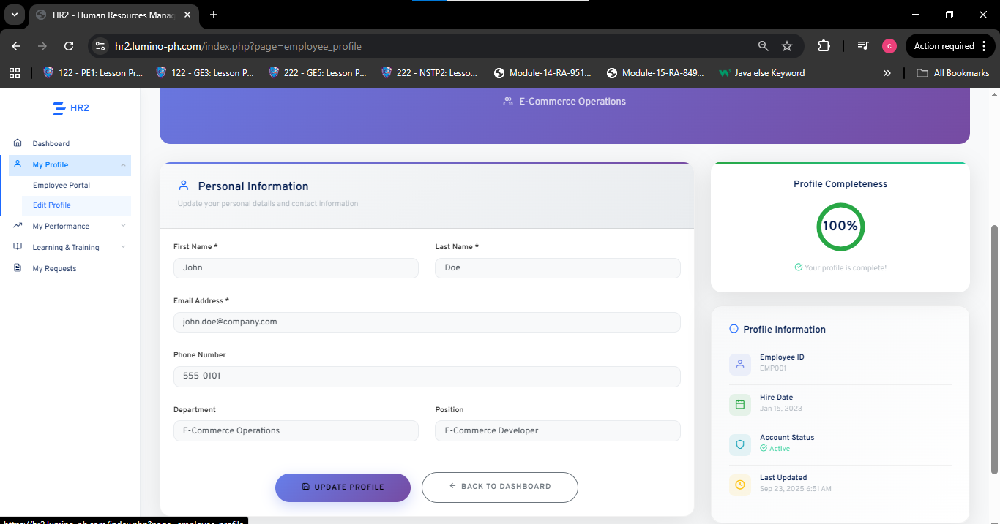 HR2 - Human Resources Manag
hr2.lumino-ph.com/index.php?page=employee_profile
C
Action required
122 - PE1: Lesson Pr...
122 - GE3: Lesson P...
222 - GE5: Lesson P...
222 - NSTP2: Lesso...
Module-14-RA-951...
Module-15-RA-849...
Java else Keyword
»
All Bookmarks
HR2
Dashboard
My Profile
Employee Portal
Edit Profile
My Performance
Learning & Training
My Requests
E-Commerce Operations
Personal Information
Update your personal details and contact information
First Name *
Last Name *
John
Doe
Email Address *
john.doe@company.com
Phone Number
555-0101
Department
Position
E-Commerce Operations
E-Commerce Developer
UPDATE PROFILE
← BACK TO DASHBOARD
Profile Completeness
100%
Your profile is complete!
Profile Information
Employee ID
EMP001
Hire Date
Jan 15, 2023
Account Status
Active
Last Updated
Sep 23, 2025 6:51 AM
https://hr2.lumino-ph.com/index.php?page=employee_profile